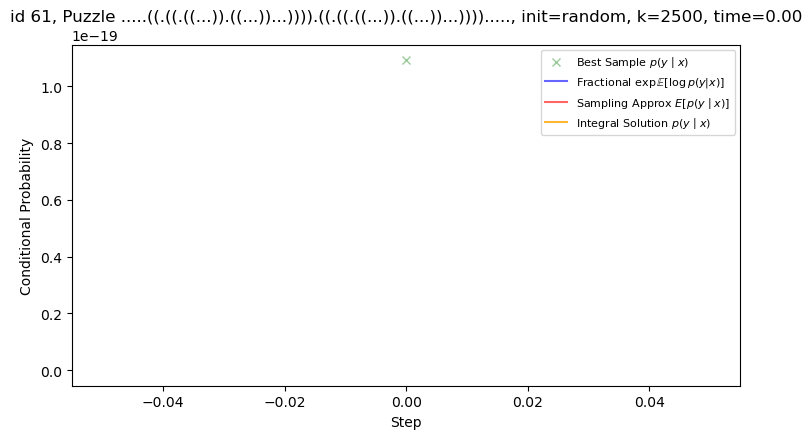 id 61, Puzzle .....((.((.((...)).((...))...)))).((.((.((...)).((...))...))))....., init=random, k=2500, time=0.00
1e−19
Best Sample p(y | x)
Fractional exp𝔼[log p(y|x)]
Sampling Approx E[p(y | x)]
Integral Solution p(y | x)
1.0
0.8
0.6
0.4
0.2
0.0
Conditional Probability
−0.04
−0.02
0.00
0.02
0.04
Step